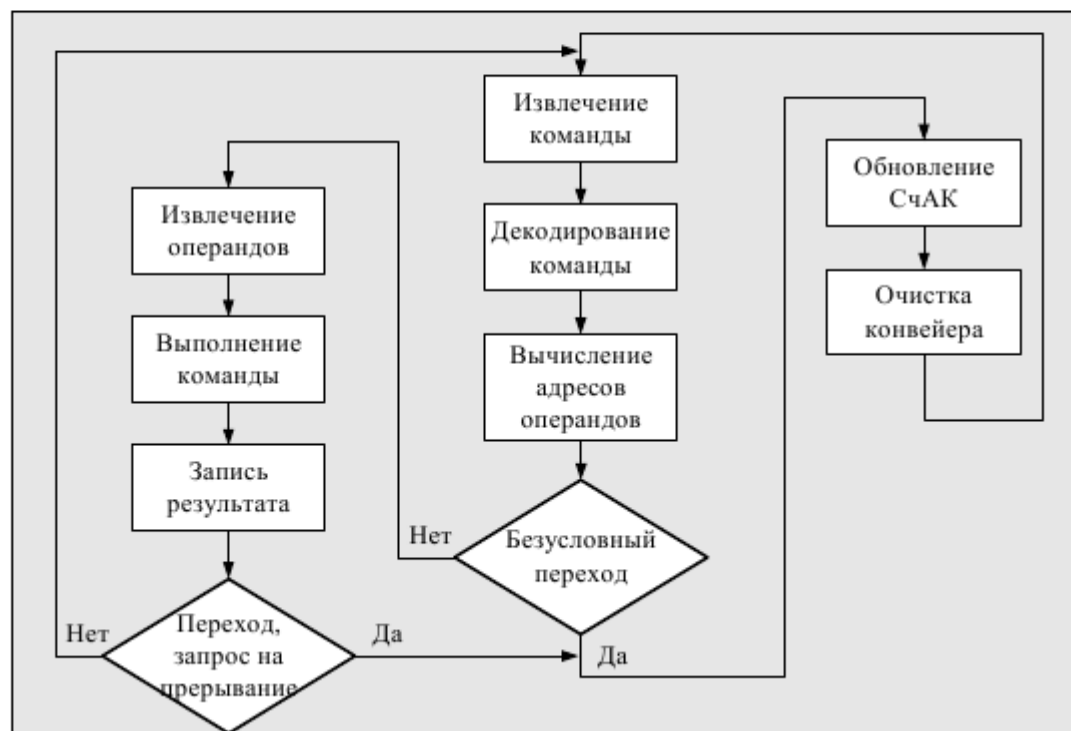 Извлечение
команды
Декодирование
команды
Вычисление
адресов
операндов
Безусловный
переход
Нет
Да
Извлечение
операндов
Выполнение
команды
Запись
результата
Переход,
запрос на
прерывание
Нет
Да
Обновление
СчАК
Очистка
конвейера